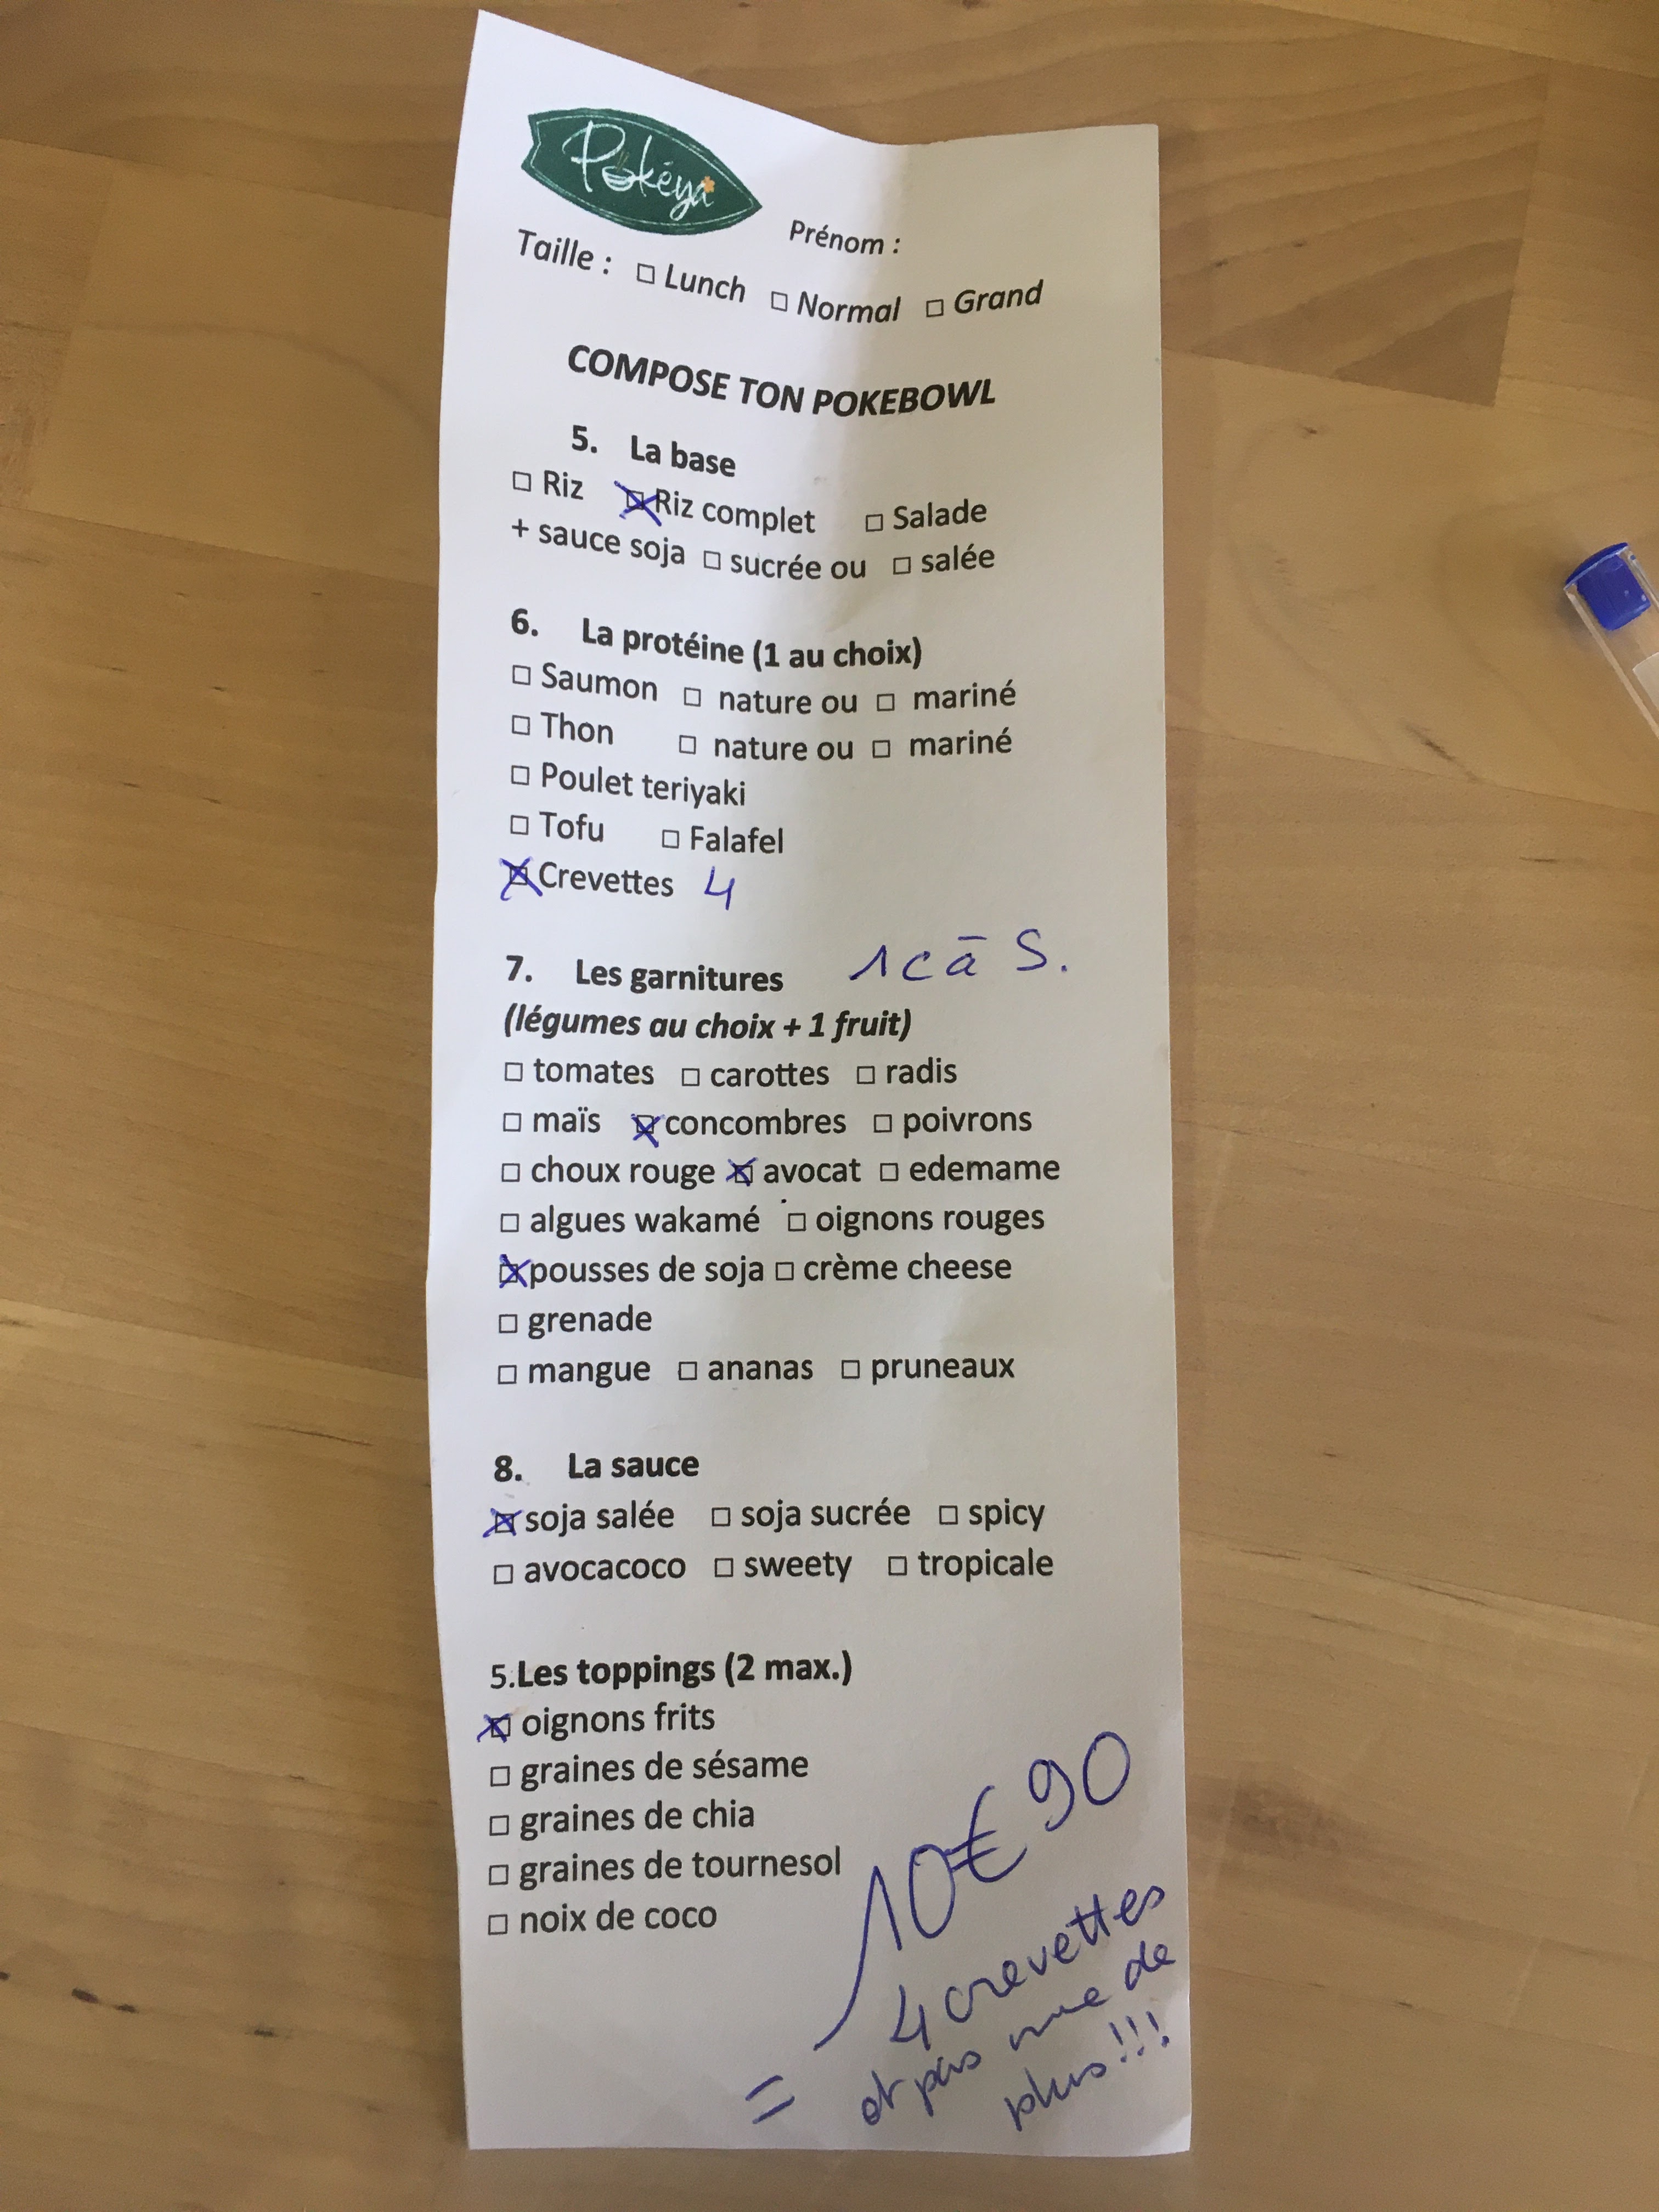 Pokéya
Prénom :
Taille : □ Lunch □ Normal □ Grand
COMPOSE TON POKEBOWL
5. La base
□ Riz ☒ Riz complet □ Salade
+ sauce soja □ sucrée ou □ salée
6. La protéine (1 au choix)
□ Saumon □ nature ou □ mariné
□ Thon □ nature ou □ mariné
□ Poulet teriyaki
□ Tofu □ Falafel
☒ Crevettes 4
7. Les garnitures 1 c à S.
(légumes au choix + 1 fruit)
□ tomates □ carottes □ radis
□ maïs ☒ concombres □ poivrons
□ choux rouge ☒ avocat □ edemame
□ algues wakamé □ oignons rouges
☒ pousses de soja □ crème cheese
□ grenade
□ mangue □ ananas □ pruneaux
8. La sauce
☒ soja salée □ soja sucrée □ spicy
□ avocacoco □ sweety □ tropicale
5.Les toppings (2 max.)
☒ oignons frits
□ graines de sésame
□ graines de chia
□ graines de tournesol
□ noix de coco
= 10€90
4 crevettes
et pas une de
plus!!!